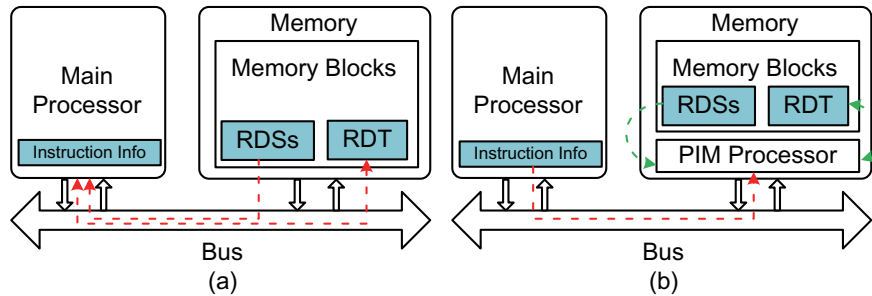 Main
Processor
Instruction Info
Memory
Memory Blocks
RDSs
RDT
Bus
(a)
Main
Processor
Instruction Info
Memory
Memory Blocks
RDSs
RDT
PIM Processor
Bus
(b)